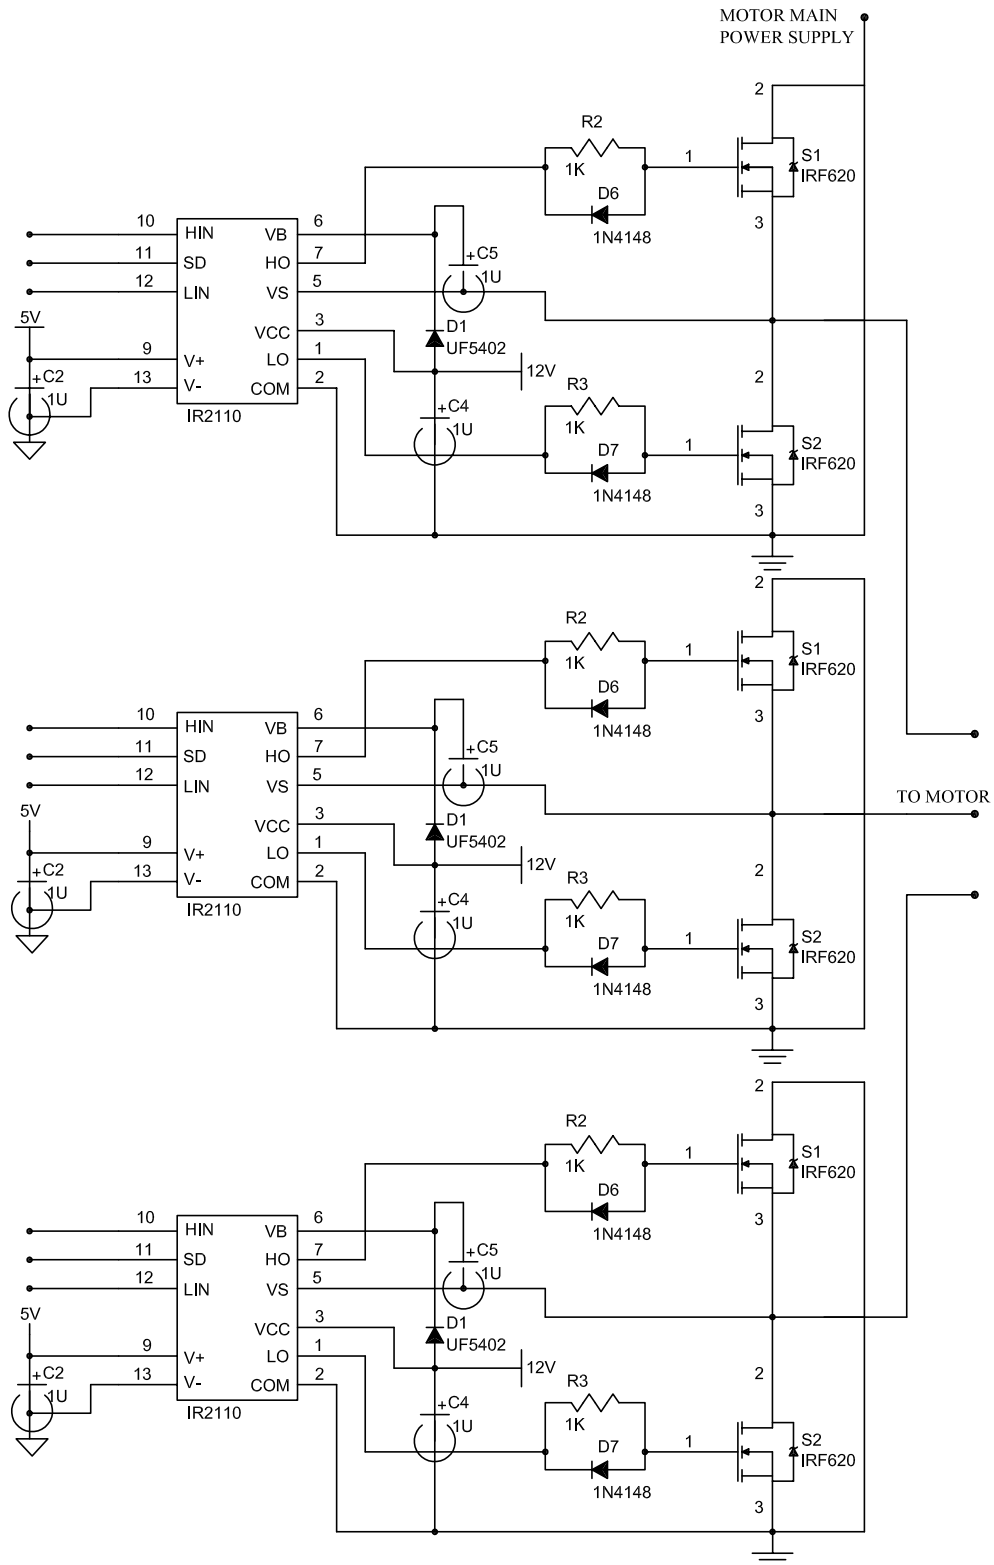 MOTOR MAIN
POWER SUPPLY
2
R2
1K
1
S1
IRF620
D6
1N4148
3
10
HIN
VB
6
11
SD
HO
7
+C5
1U
12
LIN
VS
5
5V
VCC
3
D1
UF5402
9
V+
LO
1
12V
2
+C2
1U
13
V-
COM
2
R3
1K
IR2110
+C4
1U
D7
1
S2
IRF620
1N4148
3
2
R2
1K
1
S1
IRF620
D6
1N4148
3
10
HIN
VB
6
11
SD
HO
7
+C5
1U
12
LIN
VS
5
TO MOTOR
5V
VCC
3
D1
UF5402
9
V+
LO
1
12V
2
+C2
1U
13
V-
COM
2
R3
1K
IR2110
+C4
1U
D7
1
S2
IRF620
1N4148
3
2
R2
1K
1
S1
IRF620
D6
1N4148
3
10
HIN
VB
6
11
SD
HO
7
+C5
1U
12
LIN
VS
5
5V
VCC
3
D1
UF5402
9
V+
LO
1
12V
2
+C2
1U
13
V-
COM
2
R3
1K
IR2110
+C4
1U
D7
1
S2
IRF620
1N4148
3